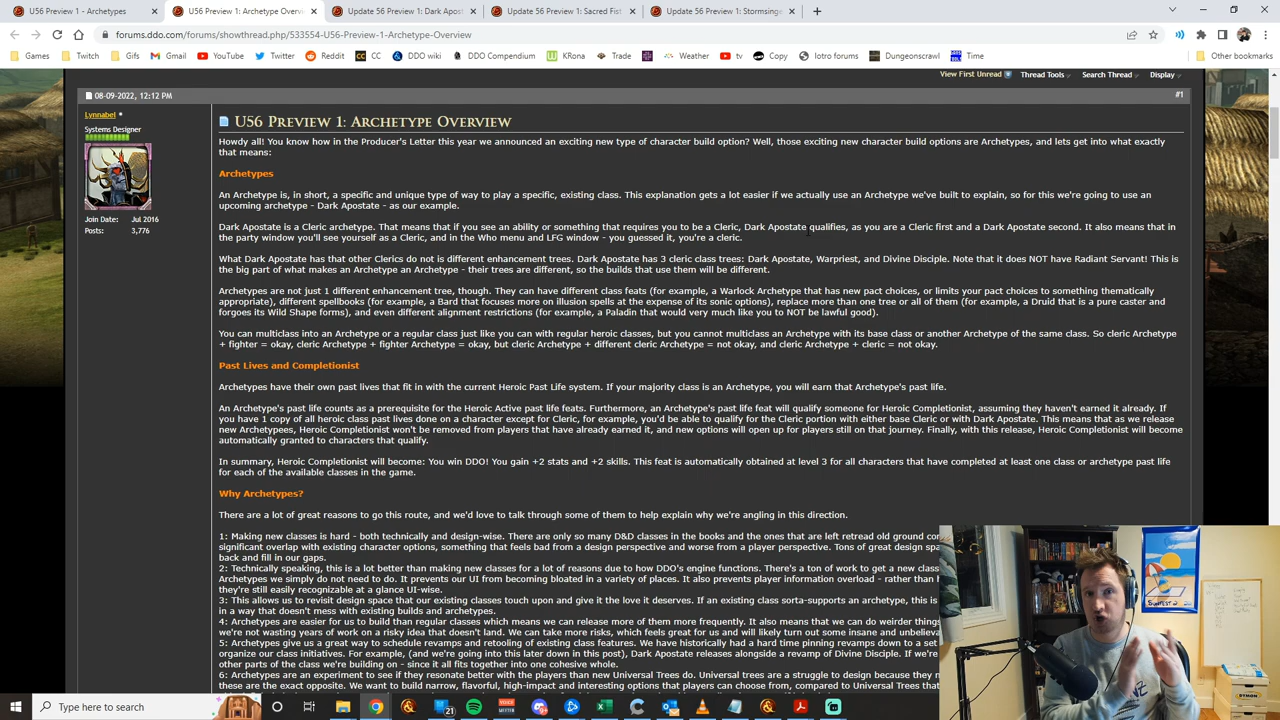 U56 Preview 1 - Archetypes
U56 Preview 1: Archetype Overvi
Update 56 Preview 1: Dark Apost
Update 56 Preview 1: Sacred Fist
Update 56 Preview 1: Stormsinge
forums.ddo.com/forums/showthread.php/533554-U56-Preview-1-Archetype-Overview
Games
Twitch
Gifs
Gmail
YouTube
Twitter
Reddit
CC
DDO wiki
DDO Compendium
KRona
Trade
Weather
tv
Copy
lotro forums
Dungeonscrawl
Time
Other bookmarks
View First Unread
Thread Tools
Search Thread
Display
08-09-2022, 12:12 PM
#1
Lynnabel
Systems Designer
Join Date: Jul 2016
Posts: 3,776
U56 Preview 1: Archetype Overview
Howdy all! You know how in the Producer's Letter this year we announced an exciting new type of character build option? Well, those exciting new character build options are Archetypes, and lets get into what exactly
that means:
Archetypes
An Archetype is, in short, a specific and unique type of way to play a specific, existing class. This explanation gets a lot easier if we actually use an Archetype we've built to explain, so for this we're going to use an
upcoming archetype - Dark Apostate - as our example.
Dark Apostate is a Cleric archetype. That means that if you see an ability or something that requires you to be a Cleric, Dark Apostate qualifies, as you are a Cleric first and a Dark Apostate second. It also means that in
the party window you'll see yourself as a Cleric, and in the Who menu and LFG window - you guessed it, you're a cleric.
What Dark Apostate has that other Clerics do not is different enhancement trees. Dark Apostate has 3 cleric class trees: Dark Apostate, Warpriest, and Divine Disciple. Note that it does NOT have Radiant Servant! This is
the big part of what makes an Archetype an Archetype - their trees are different, so the builds that use them will be different.
Archetypes are not just 1 different enhancement tree, though. They can have different class feats (for example, a Warlock Archetype that has new pact choices, or limits your pact choices to something thematically
appropriate), different spellbooks (for example, a Bard that focuses more on illusion spells at the expense of its sonic options), replace more than one tree or all of them (for example, a Druid that is a pure caster and
forgoes its Wild Shape forms), and even different alignment restrictions (for example, a Paladin that would very much like you to NOT be lawful good).
You can multiclass into an Archetype or a regular class just like you can with regular heroic classes, but you cannot multiclass an Archetype with its base class or another Archetype of the same class. So cleric Archetype
+ fighter = okay, cleric Archetype + fighter Archetype = okay, but cleric Archetype + different cleric Archetype = not okay, and cleric Archetype + cleric = not okay.
Past Lives and Completionist
Archetypes have their own past lives that fit in with the current Heroic Past Life system. If your majority class is an Archetype, you will earn that Archetype's past life.
An Archetype's past life counts as a prerequisite for the Heroic Active past life feats. Furthermore, an Archetype's past life feat will qualify someone for Heroic Completionist, assuming they haven't earned it already. If
you have 1 copy of all heroic class past lives done on a character except for Cleric, for example, you'd be able to qualify for the Cleric portion with either base Cleric or with Dark Apostate. This means that as we release
new Archetypes, Heroic Completionist won't be removed from players that have already earned it, and new options will open up for players still on that journey. Finally, with this release, Heroic Completionist will become
automatically granted to characters that qualify.
In summary, Heroic Completionist will become: You win DDO! You gain +2 stats and +2 skills. This feat is automatically obtained at level 3 for all characters that have completed at least one class or archetype past life
for each of the available classes in the game.
Why Archetypes?
There are a lot of great reasons to go this route, and we'd love to talk through some of them to help explain why we're angling in this direction.
1: Making new classes is hard - both technically and design-wise. There are only so many D&D classes in the books and the ones that are left retread old ground
significant overlap with existing character options, something that feels bad from a design perspective and worse from a player perspective. Tons of great design
back and fill in our gaps.
2: Technically speaking, this is a lot better than making new classes for a lot of reasons due to how DDO's engine functions. There's a ton of work to get a new
Archetypes we simply do not need to do. It prevents our UI from becoming bloated in a variety of places. It also prevents player information overload - rather
they're still easily recognizable at a glance UI-wise.
3: This allows us to revisit design space that our existing classes touch upon and give it the love it deserves. If an existing class sorta-supports an archetype, this is
in a way that doesn't mess with existing builds and archetypes.
4: Archetypes are easier for us to build than regular classes which means we can release more of them more frequently. It also means that we can do weirder
we're not wasting years of work on a risky idea that doesn't land. We can take more risks, which feels great for us and will likely turn out some insane and
5: Archetypes give us a great way to schedule revamps and retooling of existing class features. We have historically had a hard time pinning revamps down to a set
organize our class initiatives. For example, (and we're going into this later down in this post), Dark Apostate releases alongside a revamp of Divine Disciple. If we're
other parts of the class we're building on - since it all fits together into one cohesive whole.
6: Archetypes are an experiment to see if they resonate better with the players than new Universal Trees do. Universal trees are a struggle to design because they
these are the exact opposite. We want to build narrow, flavorful, high-impact and interesting options that players can choose from, compared to Universal Trees that
Type here to search
21